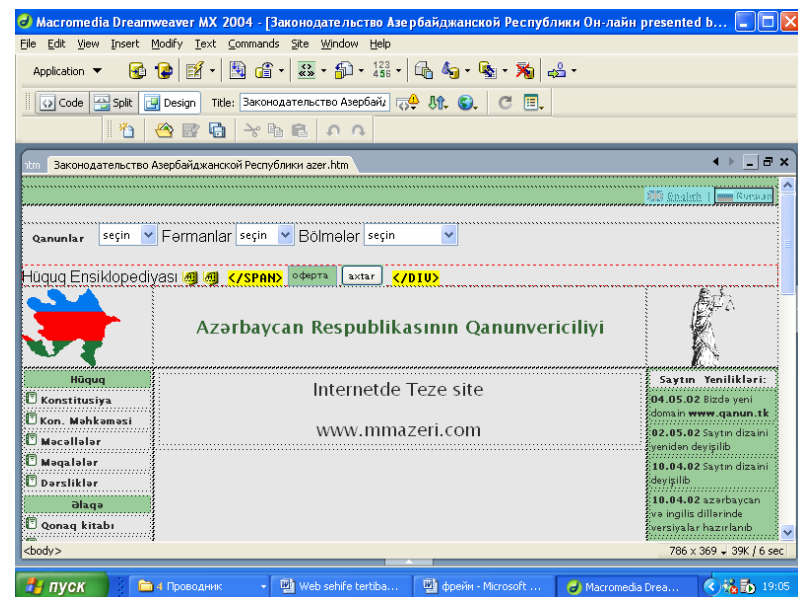 Macromedia Dreamweaver MX 2004 - [Законодательство Азербайджанской Республики Он-лайн presented b...
File Edit View Insert Modify Text Commands Site Window Help
Application
Code Split Design Title: Законодательство Азербайд
htm Законодательство Азербайджанской Республики azer.htm
English | Russian
Qanunlar seçin Fərmanlar seçin Bölmələr seçin
Hüquq Ensiklopediyası </SPAN> оферта axtar </DIV>
Azərbaycan Respublikasının Qanunvericiliyi
Hüquq
Konstitusiya
Kon. Məhkəməsi
Məcəllələr
Məqalələr
Dərsliklər
Əlaqə
Qonaq kitabı
Internetde Teze site
www.mmazeri.com
Saytın Yenilikləri:
04.05.02 Bizdə yeni
domain www.qanun.tk
02.05.02 Saytın dizaini
yenidən deyişilib
10.04.02 Saytın dizaini
deyişilib
10.04.02 azərbaycan
və ingilis dillerinde
versiyalar hazırlanıb
<body> 786 x 369 39K / 6 sec
пуск 4 Проводник Web sehife tertiba... фрейм - Microsoft ... Macromedia Drea... 19:05